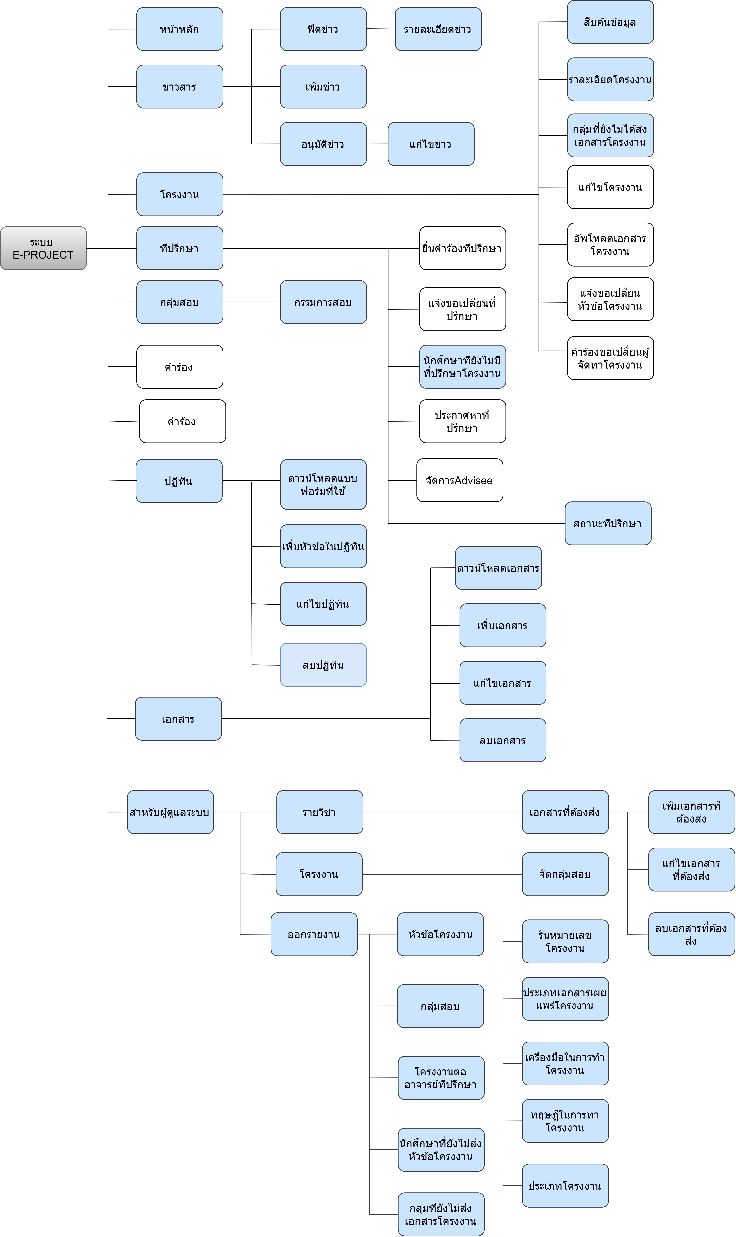 ระบบ
E-PROJECT
หน้าหลัก
ข่าวสาร
ฟีดข่าว
รายละเอียดข่าว
เพิ่มข่าว
อนุมัติข่าว
แก้ไขข่าว
โครงงาน
สืบค้นข้อมูล
ราละเอียดโครงงาน
กลุ่มที่ยังไม่ได้ส่ง
เอกสารโครงงาน
แก้ไขโครงงาน
อัพโหลดเอกสาร
โครงงาน
แจ้งขอเปลี่ยน
หัวข้อโครงงาน
คำร้องขอเปลี่ยนผู้
จัดทำโครงงาน
ที่ปรึกษา
ยื่นคำร้องที่ปรึกษา
แจ้งขอเปลี่ยนที่
ปรึกษา
นักศึกษาที่ยังไม่มี
ที่ปรึกษาโครงงาน
ประกาศหาที่
ปรึกษา
จัดการAdvisee
สถานะที่ปรึกษา
กลุ่มสอบ
กรรมการสอบ
คำร้อง
คำร้อง
ปฏิทิน
ดาวน์โหลดแบบ
ฟอร์มที่ใช้
เพิ่มหัวข้อในปฏิทิน
แก้ไขปฏิทิน
ลบปฏิทิน
เอกสาร
ดาวน์โหลดเอกสาร
เพิ่มเอกสาร
แก้ไขเอกสาร
ลบเอกสาร
สำหรับผู้ดูแลระบบ
รายวิชา
เอกสารที่ต้องส่ง
เพิ่มเอกสารที่
ต้องส่ง
แก้ไขเอกสาร
ที่ต้องส่ง
ลบเอกสารที่ต้อง
ส่ง
โครงงาน
จัดกลุ่มสอบ
ออกรายงาน
หัวข้อโครงงาน
กลุ่มสอบ
โครงงานต่อ
อาจารย์ที่ปรึกษา
นักศึกษาที่ยังไม่ส่ง
หัวข้อโครงงาน
กลุ่มที่ยังไม่ส่ง
เอกสารโครงงาน
รันหมายเลข
โครงงาน
ประเภทเอกสารเผย
แพร่โครงงาน
เครื่องมือในการทำ
โครงงาน
ทฤษฎีในการทำ
โครงงาน
ประเภทโครงงาน